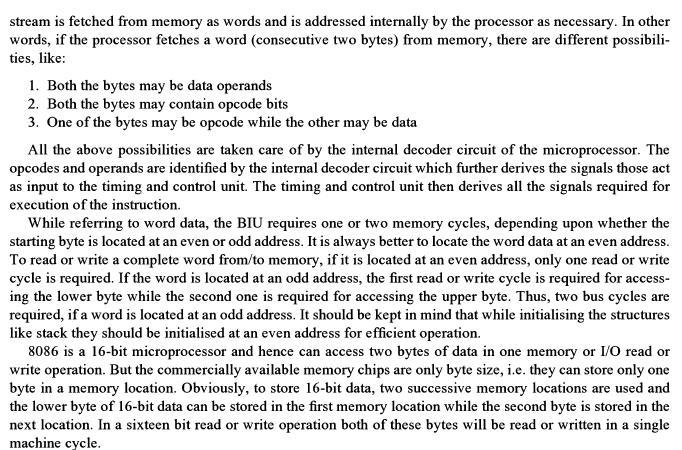 stream is fetched from memory as words and is addressed internally by the processor as necessary. In other
words, if the processor fetches a word (consecutive two bytes) from memory, there are different possibili-
ties, like:
1. Both the bytes may be data operands
2. Both the bytes may contain opcode bits
3. One of the bytes may be opcode while the other may be data
All the above possibilities are taken care of by the internal decoder circuit of the microprocessor. The
opcodes and operands are identified by the internal decoder circuit which further derives the signals those act
as input to the timing and control unit. The timing and control unit then derives all the signals required for
execution of the instruction.
While referring to word data, the BIU requires one or two memory cycles, depending upon whether the
starting byte is located at an even or odd address. It is always better to locate the word data at an even address.
To read or write a complete word from/to memory, if it is located at an even address, only one read or write
cycle is required. If the word is located at an odd address, the first read or write cycle is required for access-
ing the lower byte while the second one is required for accessing the upper byte. Thus, two bus cycles are
required, if a word is located at an odd address. It should be kept in mind that while initialising the structures
like stack they should be initialised at an even address for efficient operation.
8086 is a 16-bit microprocessor and hence can access two bytes of data in one memory or I/O read or
write operation. But the commercially available memory chips are only byte size, i.e. they can store only one
byte in a memory location. Obviously, to store 16-bit data, two successive memory locations are used and
the lower byte of 16-bit data can be stored in the first memory location while the second byte is stored in the
next location. In a sixteen bit read or write operation both of these bytes will be read or written in a single
machine cycle.